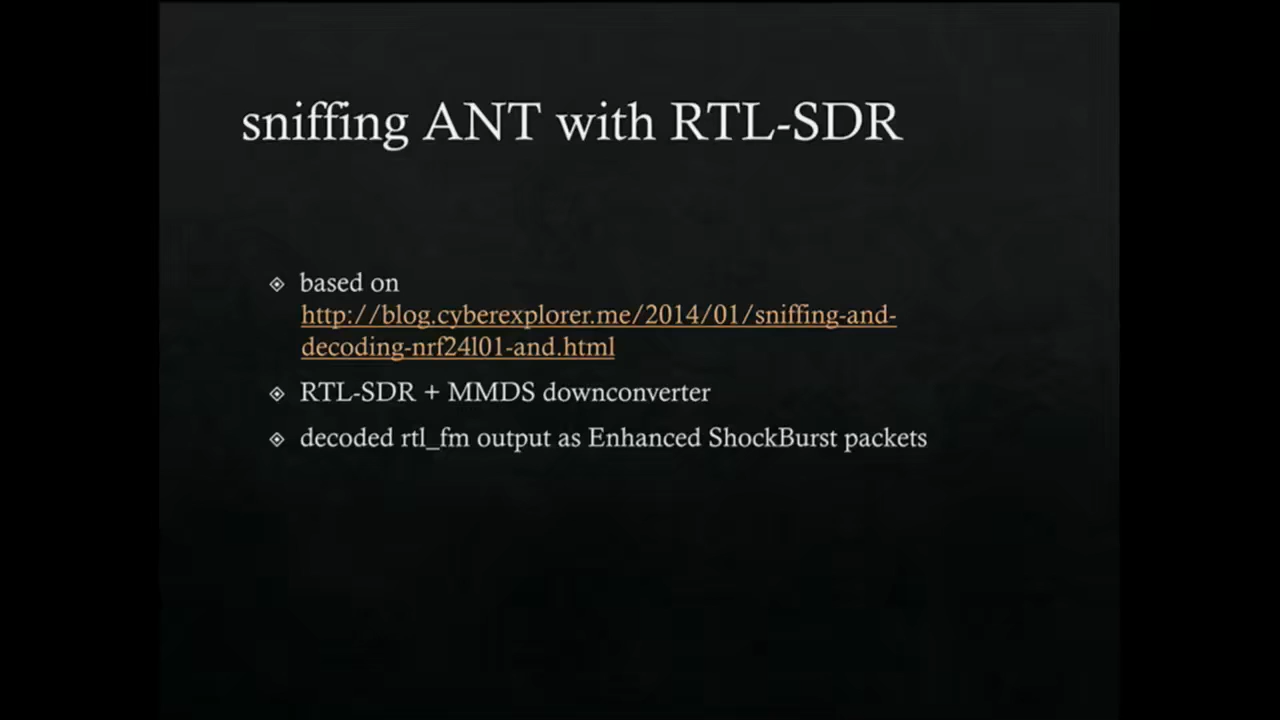 sniffing ANT with RTL-SDR
based on
http://blog.cyberexplorer.me/2014/01/sniffing-and-
decoding-nrf24l01-and.html
RTL-SDR + MMDS downconverter
decoded rtl_fm output as Enhanced ShockBurst packets